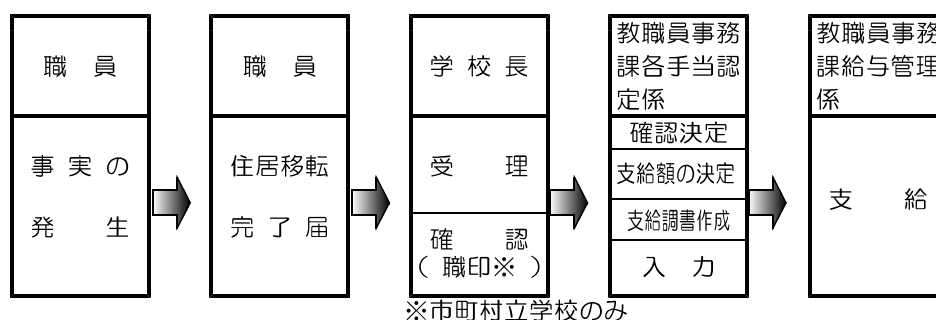 職 員
事 実 の
発 生
職 員
住居移転
完 了 届
学 校 長
受 理
確 認
( 職印※ )
※市町村立学校のみ
教職員事務
課各手当認
定係
確認決定
支給額の決定
支給調書作成
入 力
教職員事務
課給与管理
係
支 給